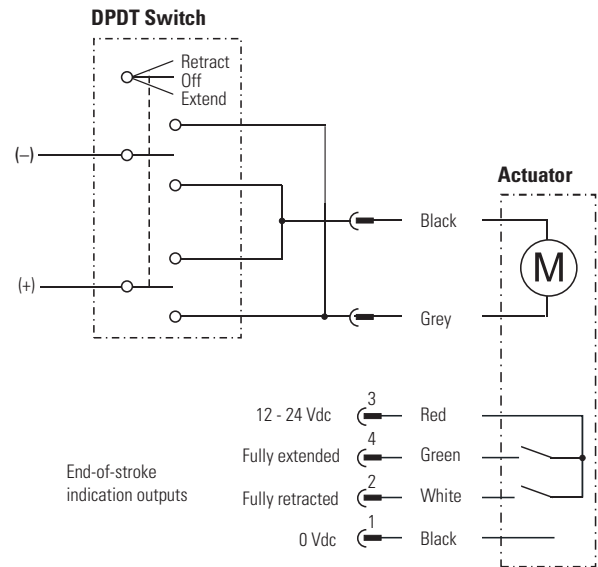 DPDT Switch
Retract
Off
Extend
(–)
(+)
Black
Grey
Actuator
M
12 - 24 Vdc 3 Red
Fully extended 4 Green
Fully retracted 2 White
0 Vdc 1 Black
End-of-stroke
indication outputs